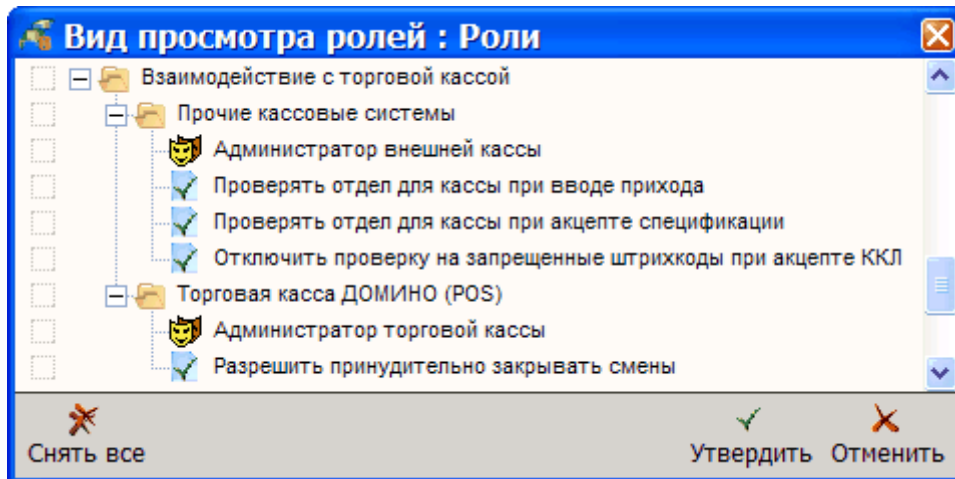 Вид просмотра ролей : Роли
Взаимодействие с торговой кассой
Прочие кассовые системы
Администратор внешней кассы
Проверять отдел для кассы при вводе прихода
Проверять отдел для кассы при акцепте спецификации
Отключить проверку на запрещенные штрихкоды при акцепте ККЛ
Торговая касса ДОМИНО (POS)
Администратор торговой кассы
Разрешить принудительно закрывать смены
Снять все
Утвердить Отменить